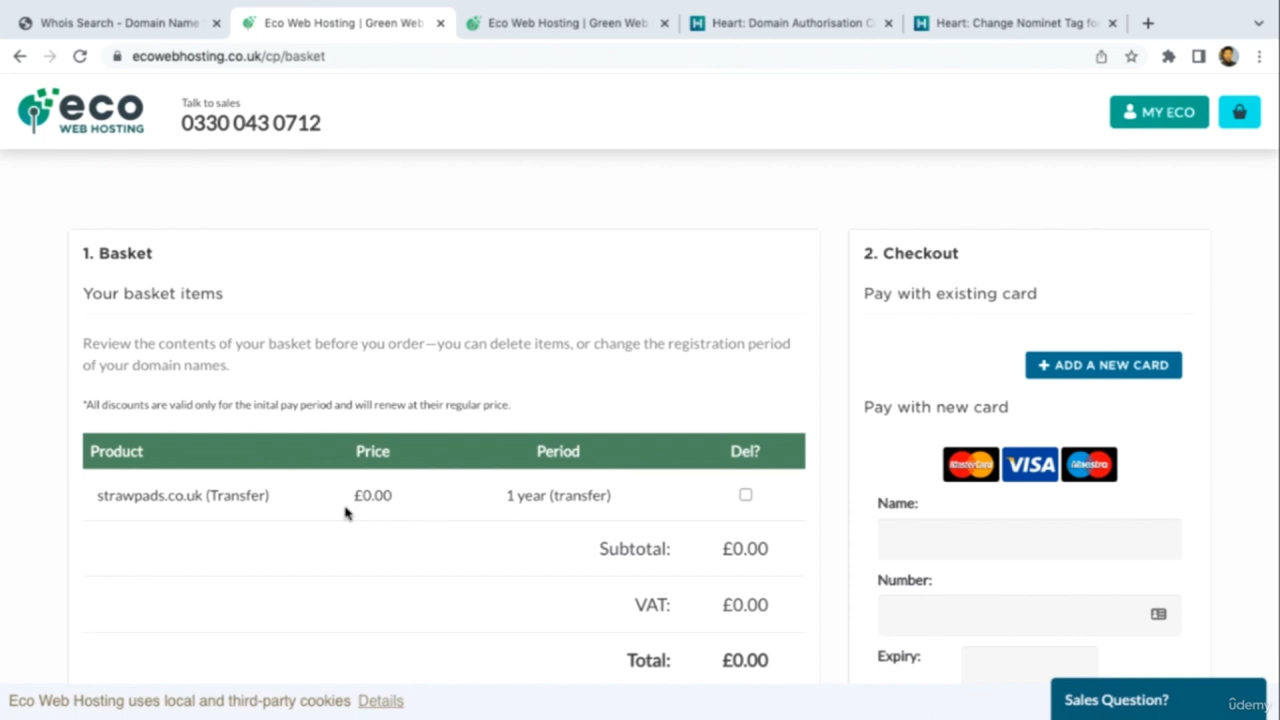 Whois Search - Domain Name
Eco Web Hosting | Green Web
Eco Web Hosting | Green Web
Heart: Domain Authorisation C
Heart: Change Nominet Tag fo
ecowebhosting.co.uk/cp/basket
eco
WEB HOSTING
Talk to sales
0330 043 0712
MY ECO
1. Basket
Your basket items
Review the contents of your basket before you order—you can delete items, or change the registration period
of your domain names.
*All discounts are valid only for the inital pay period and will renew at their regular price.
Product Price Period Del?
strawpads.co.uk (Transfer) £0.00 1 year (transfer)
Subtotal: £0.00
VAT: £0.00
Total: £0.00
2. Checkout
Pay with existing card
+ ADD A NEW CARD
Pay with new card
MasterCard VISA Maestro
Name:
Number:
Expiry:
Eco Web Hosting uses local and third-party cookies Details
Sales Question?
ûdemy